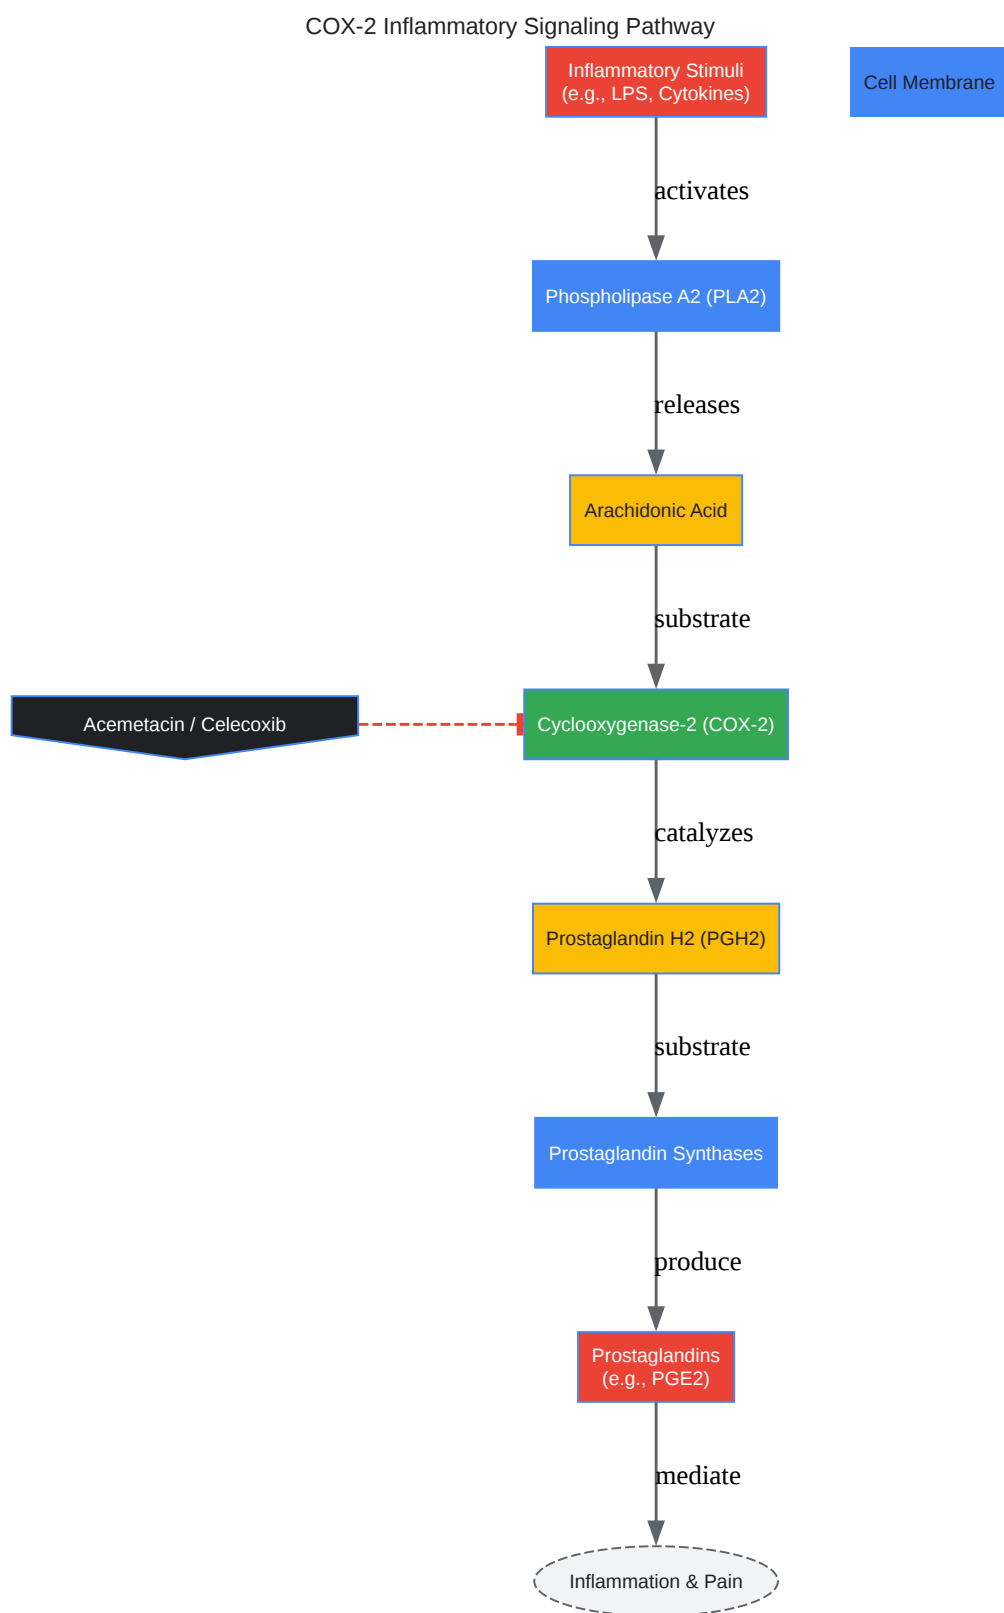 COX-2 Inflammatory Signaling Pathway
Inflammatory Stimuli
(e.g., LPS, Cytokines)
Cell Membrane
activates
Phospholipase A2 (PLA2)
releases
Arachidonic Acid
substrate
Acemetacin / Celecoxib
Cyclooxygenase-2 (COX-2)
catalyzes
Prostaglandin H2 (PGH2)
substrate
Prostaglandin Synthases
produce
Prostaglandins
(e.g., PGE2)
mediate
Inflammation & Pain